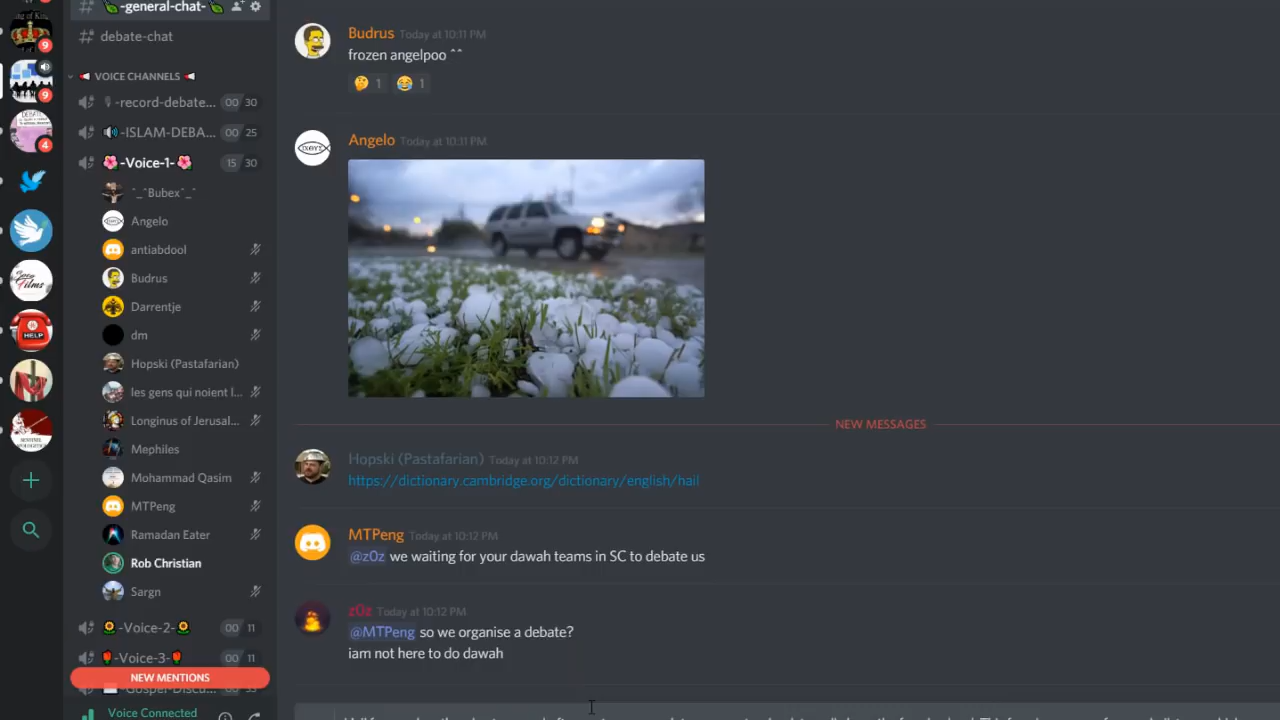 -general-chat-
debate-chat
VOICE CHANNELS
-record-debate...
00 30
-ISLAM-DEBA...
00 25
-Voice-1-
15 30
^_^Bubex^_^
Angelo
antiabdool
Budrus
Darrentje
dm
Hopski (Pastafarian)
les gens qui noient l...
Longinus of Jerusal...
Mephiles
Mohammad Qasim
MTPeng
Ramadan Eater
Rob Christian
Sargn
-Voice-2-
00 11
-Voice-3-
00 11
NEW MENTIONS
Voice Connected
9
9
4
HELP
Budrus Today at 10:11 PM
frozen angelpoo ^^
🤔 1 😂 1
Angelo Today at 10:11 PM
NEW MESSAGES
Hopski (Pastafarian) Today at 10:12 PM
https://dictionary.cambridge.org/dictionary/english/hail
MTPeng Today at 10:12 PM
@z0z we waiting for your dawah teams in SC to debate us
z0z Today at 10:12 PM
@MTPeng so we organise a debate?
iam not here to do dawah